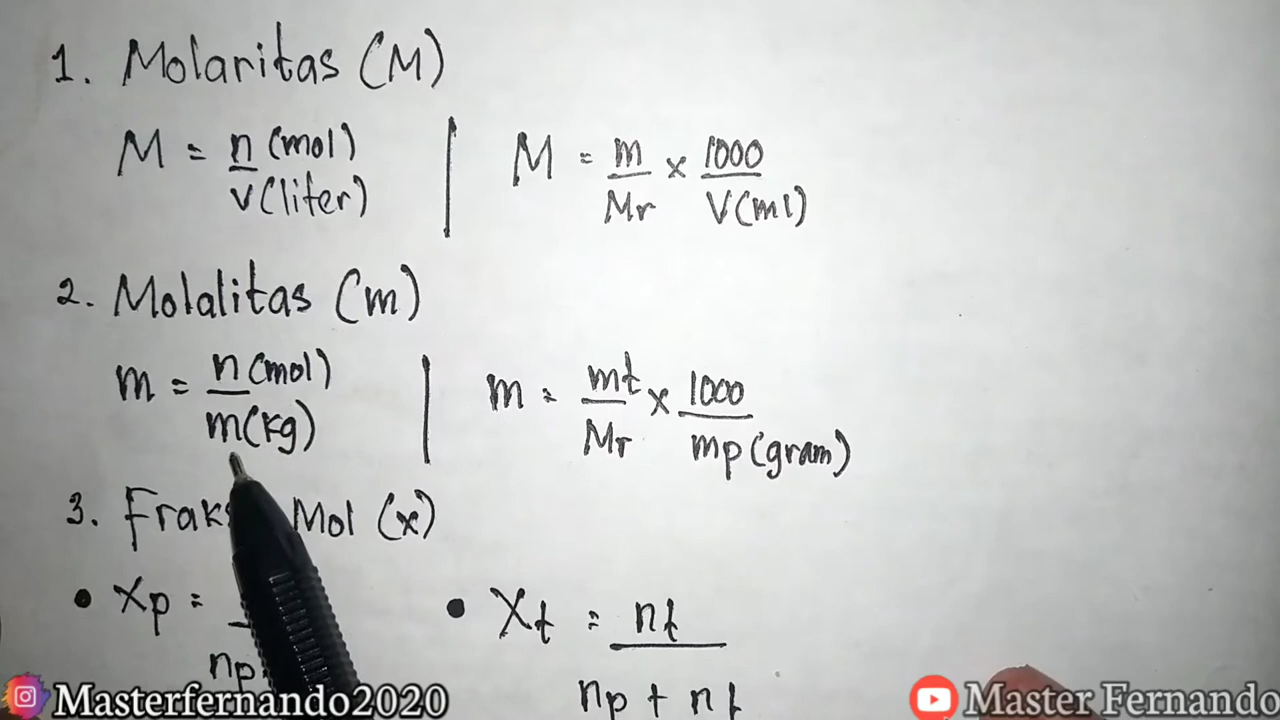 1. Molaritas (M)
M = n (mol) / V (liter) | M = m / Mr x 1000 / V (ml)
2. Molalitas (m)
m = n (mol) / m (kg) | m = mt / Mr x 1000 / mp (gram)
3. Mol (x)
• Xp = np • Xt = nt / np + nt
Masterfernando2020 Master Fernando